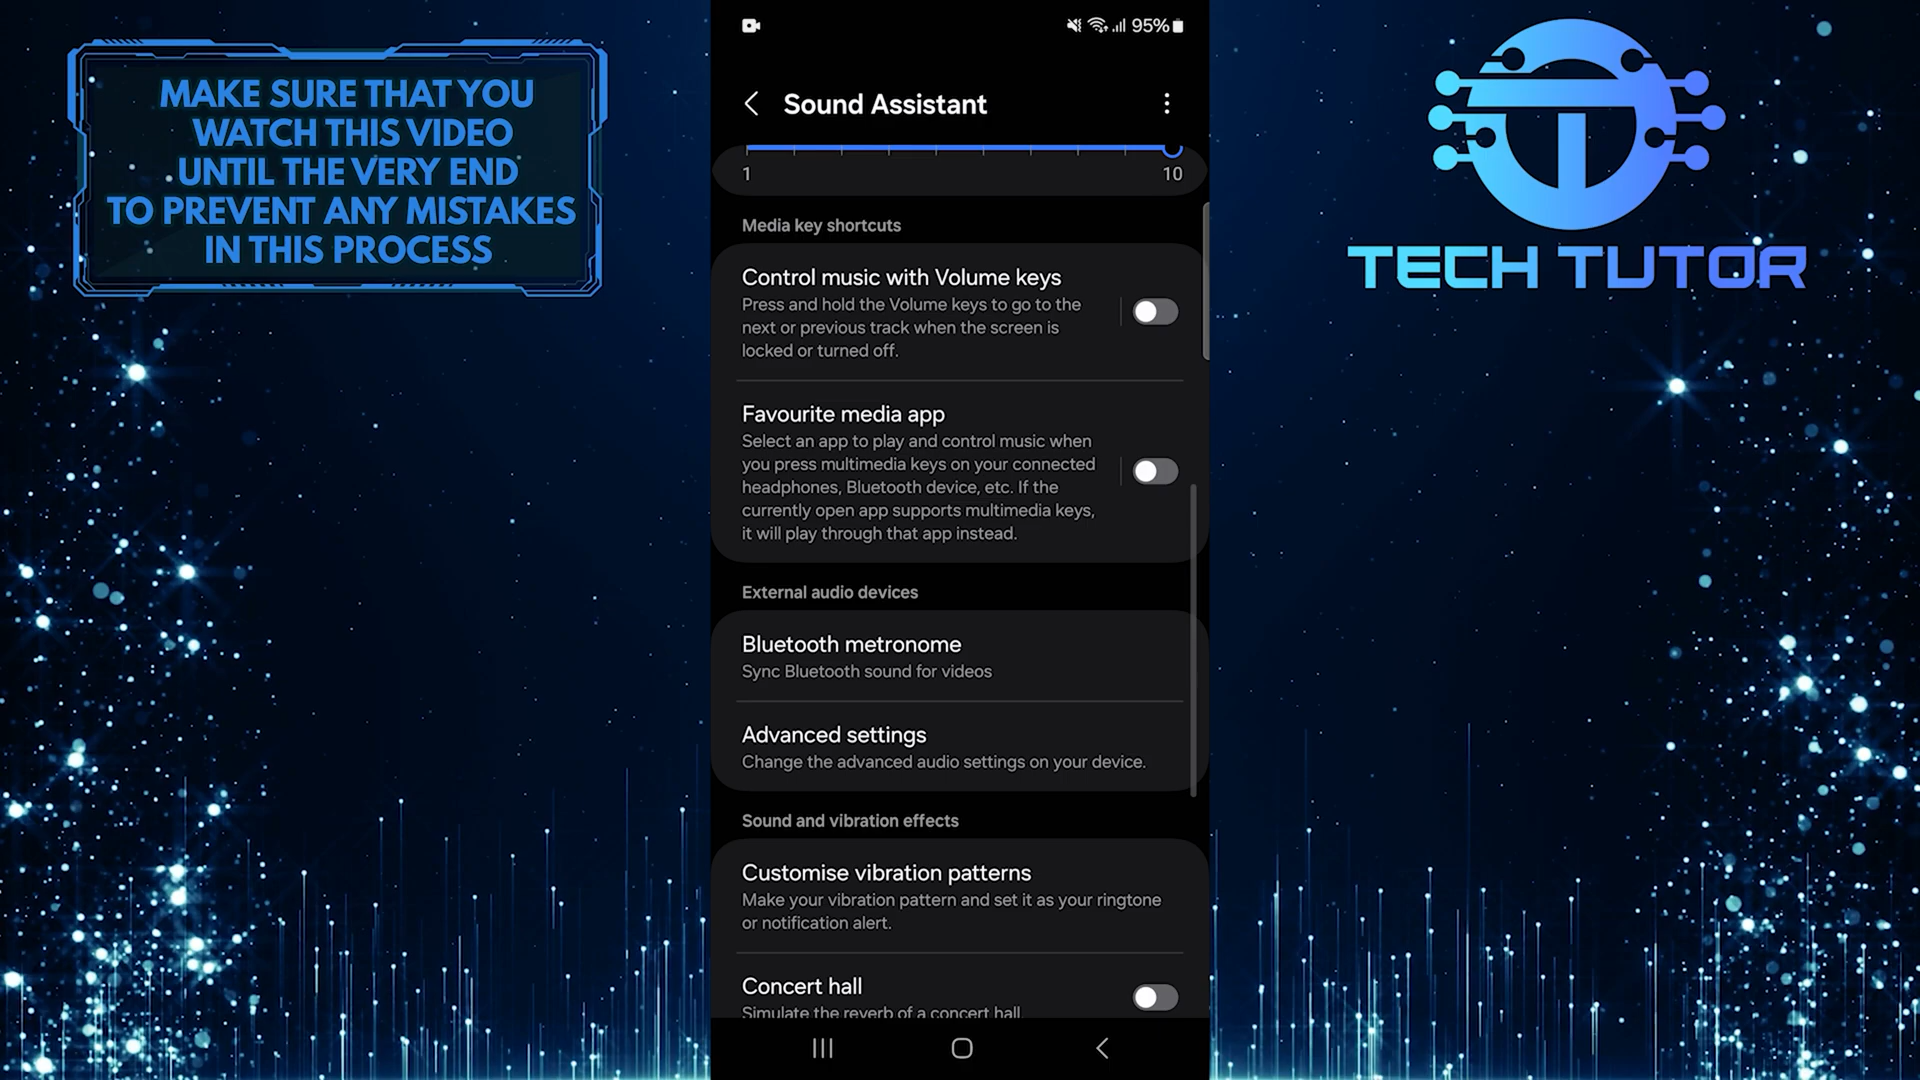 MAKE SURE THAT YOU
WATCH THIS VIDEO
UNTIL THE VERY END
TO PREVENT ANY MISTAKES
IN THIS PROCESS
95%
Sound Assistant
1
10
Media key shortcuts
Control music with Volume keys
Press and hold the Volume keys to go to the
next or previous track when the screen is
locked or turned off.
Favourite media app
Select an app to play and control music when
you press multimedia keys on your connected
headphones, Bluetooth device, etc. If the
currently open app supports multimedia keys,
it will play through that app instead.
External audio devices
Bluetooth metronome
Sync Bluetooth sound for videos
Advanced settings
Change the advanced audio settings on your device.
Sound and vibration effects
Customise vibration patterns
Make your vibration pattern and set it as your ringtone
or notification alert.
Concert hall
Simulate the reverb of a concert hall.
TECH TUTOR